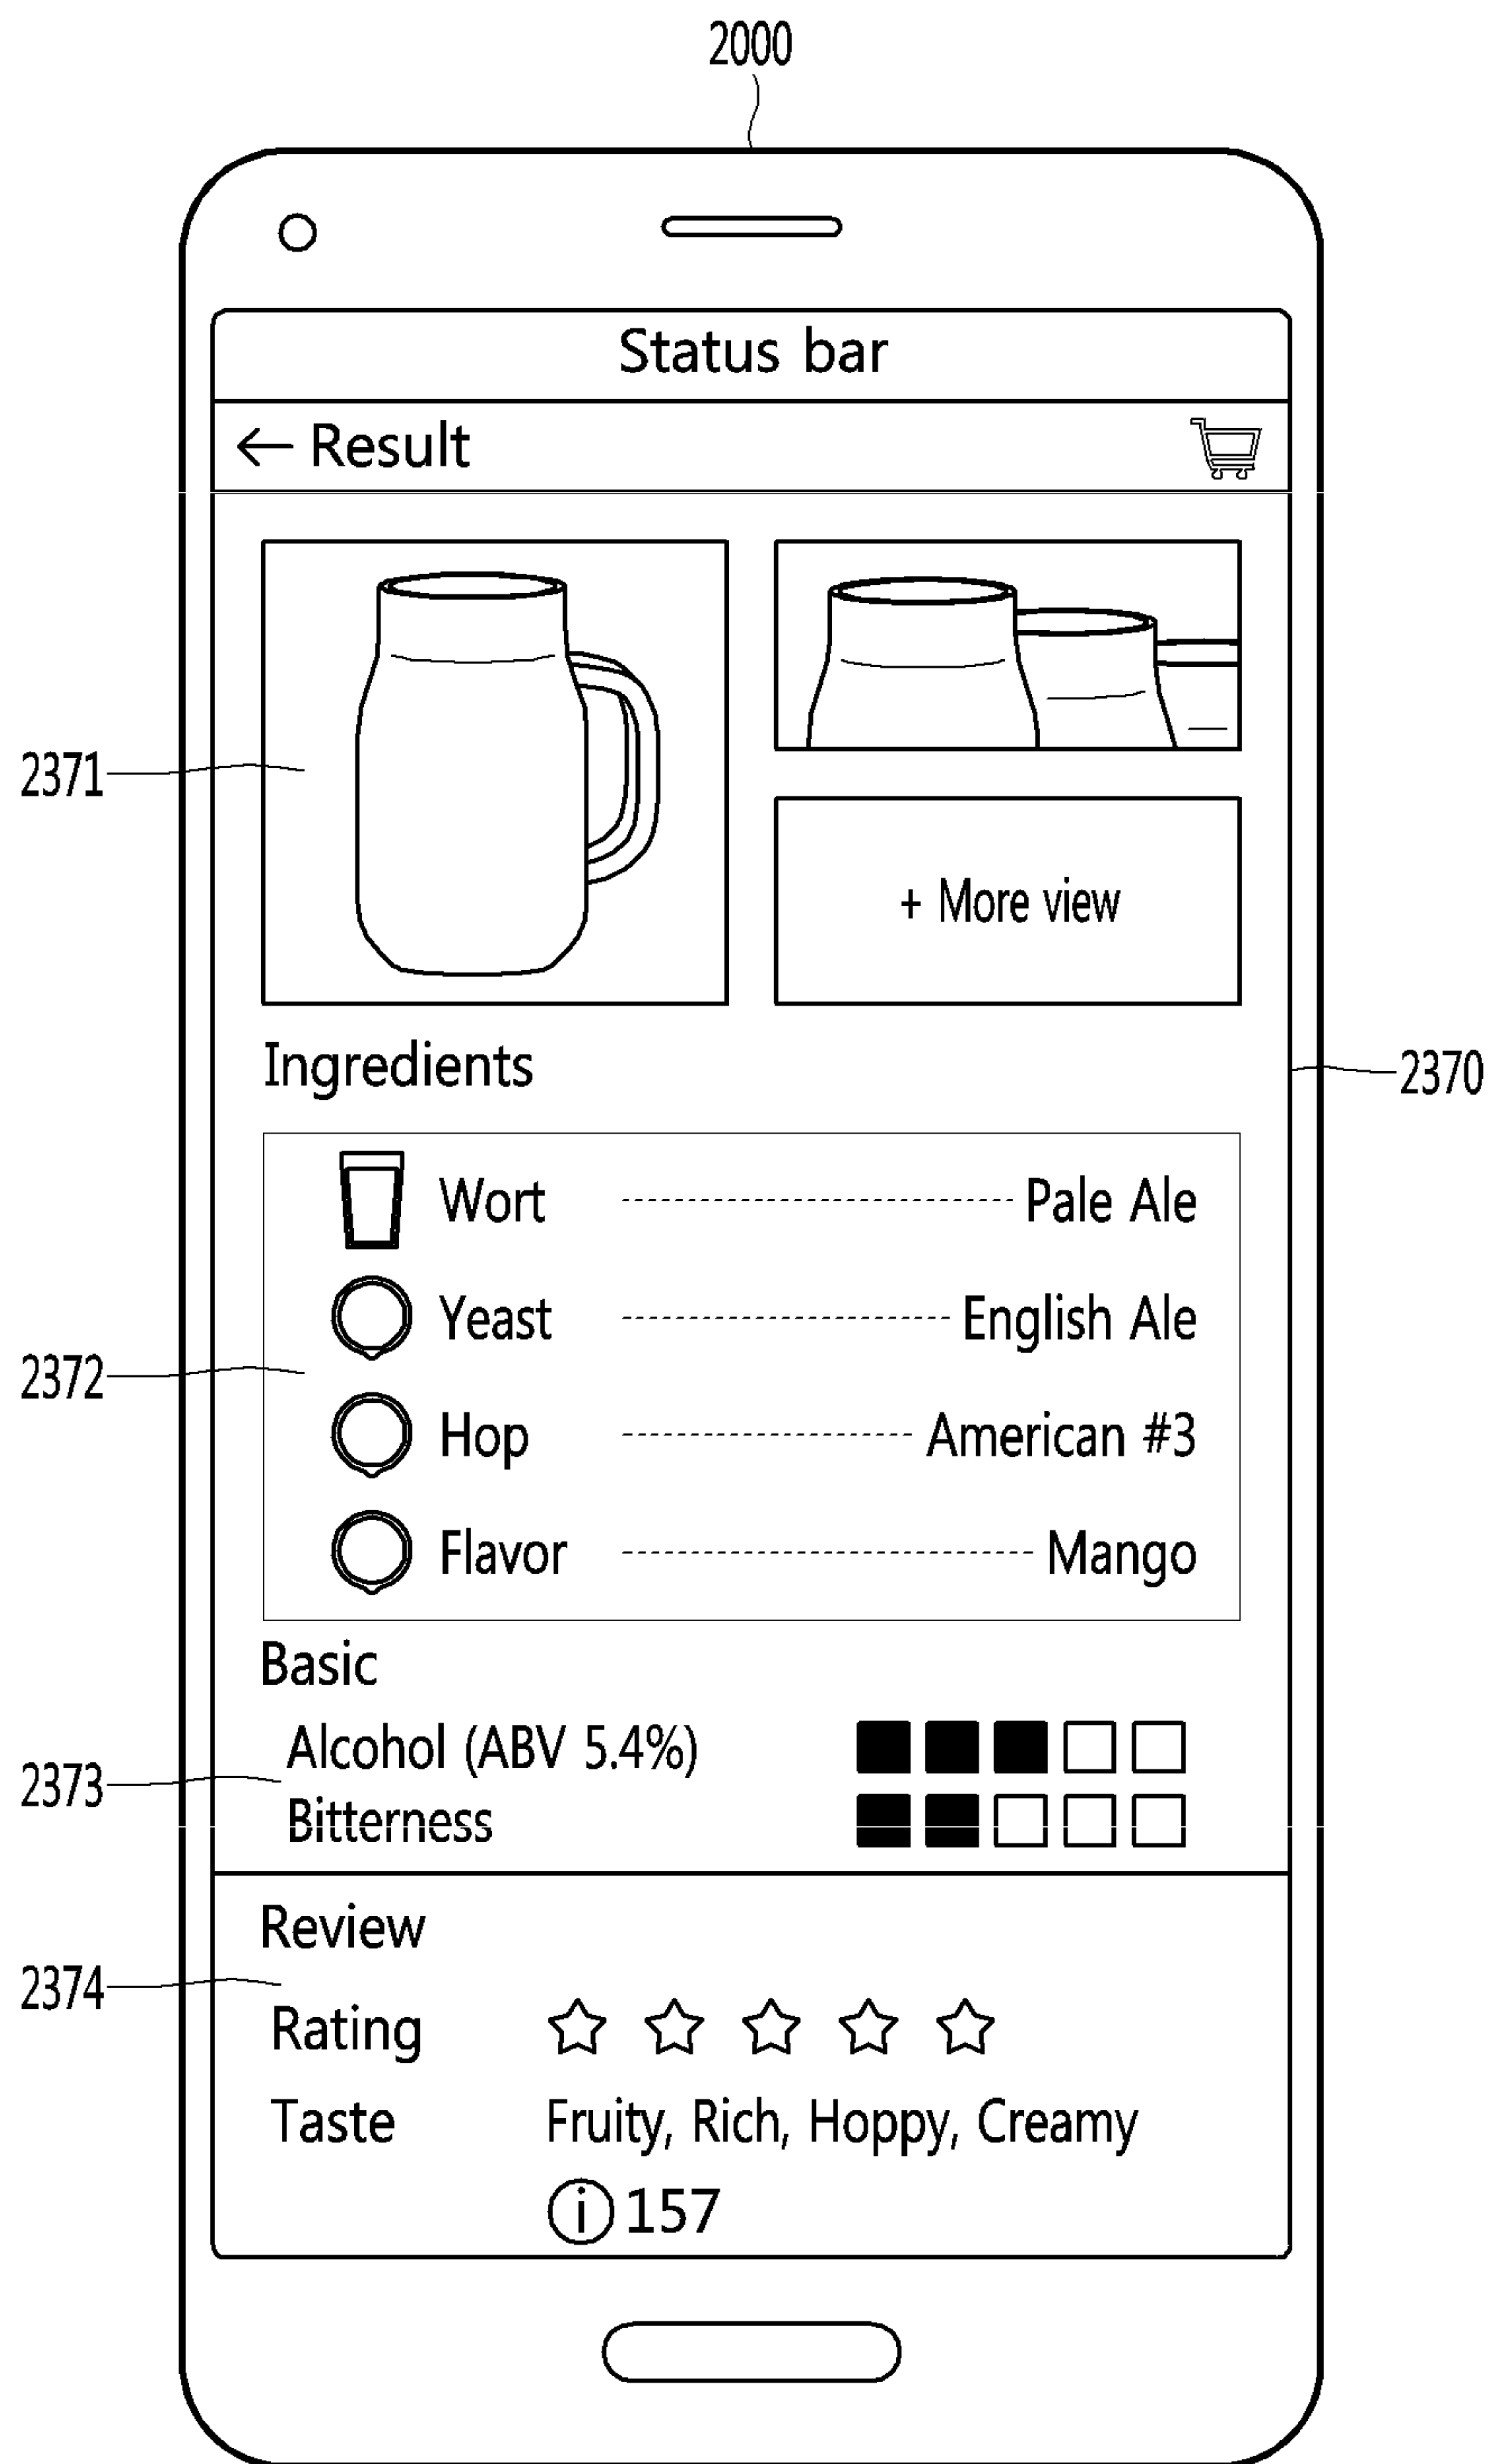 2000
Status bar
← Result
2371
+ More view
Ingredients
2370
Wort Pale Ale
Yeast English Ale
2372
Hop American #3
Flavor Mango
Basic
Alcohol (ABV 5.4%)
2373
Bitterness
Review
2374
Rating
Taste Fruity, Rich, Hoppy, Creamy
i 157